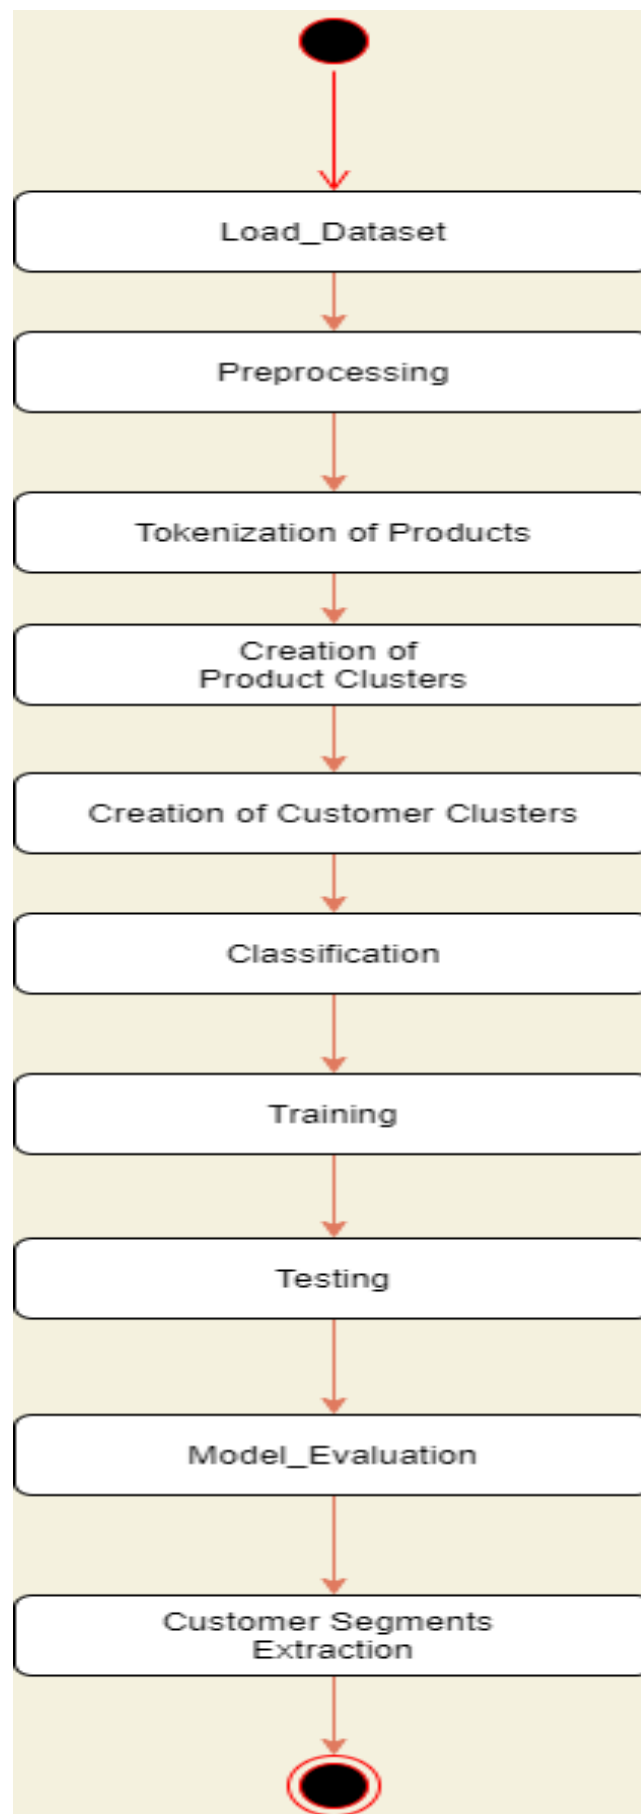 Load_Dataset
Preprocessing
Tokenization of Products
Creation of
Product Clusters
Creation of Customer Clusters
Classification
Training
Testing
Model_Evaluation
Customer Segments
Extraction